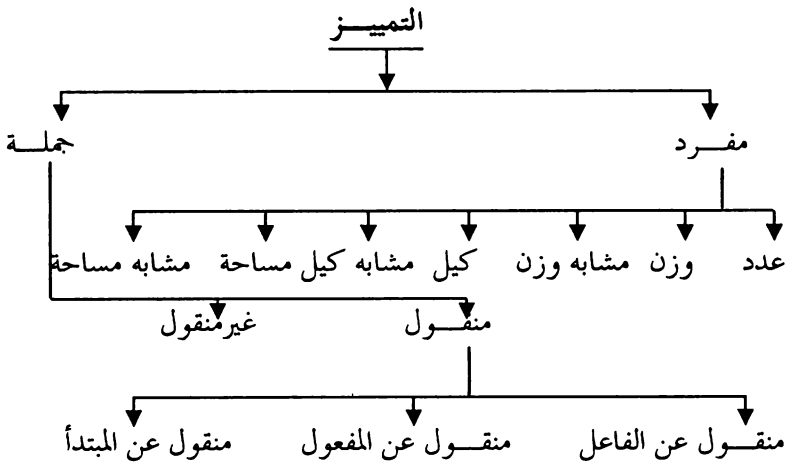 التمييز
مفرد جملة
عدد وزن مشابه وزن كيل مشابه كيل مساحة مشابه مساحة
منقول غير منقول
منقول عن الفاعل منقول عن المفعول منقول عن المبتدأ